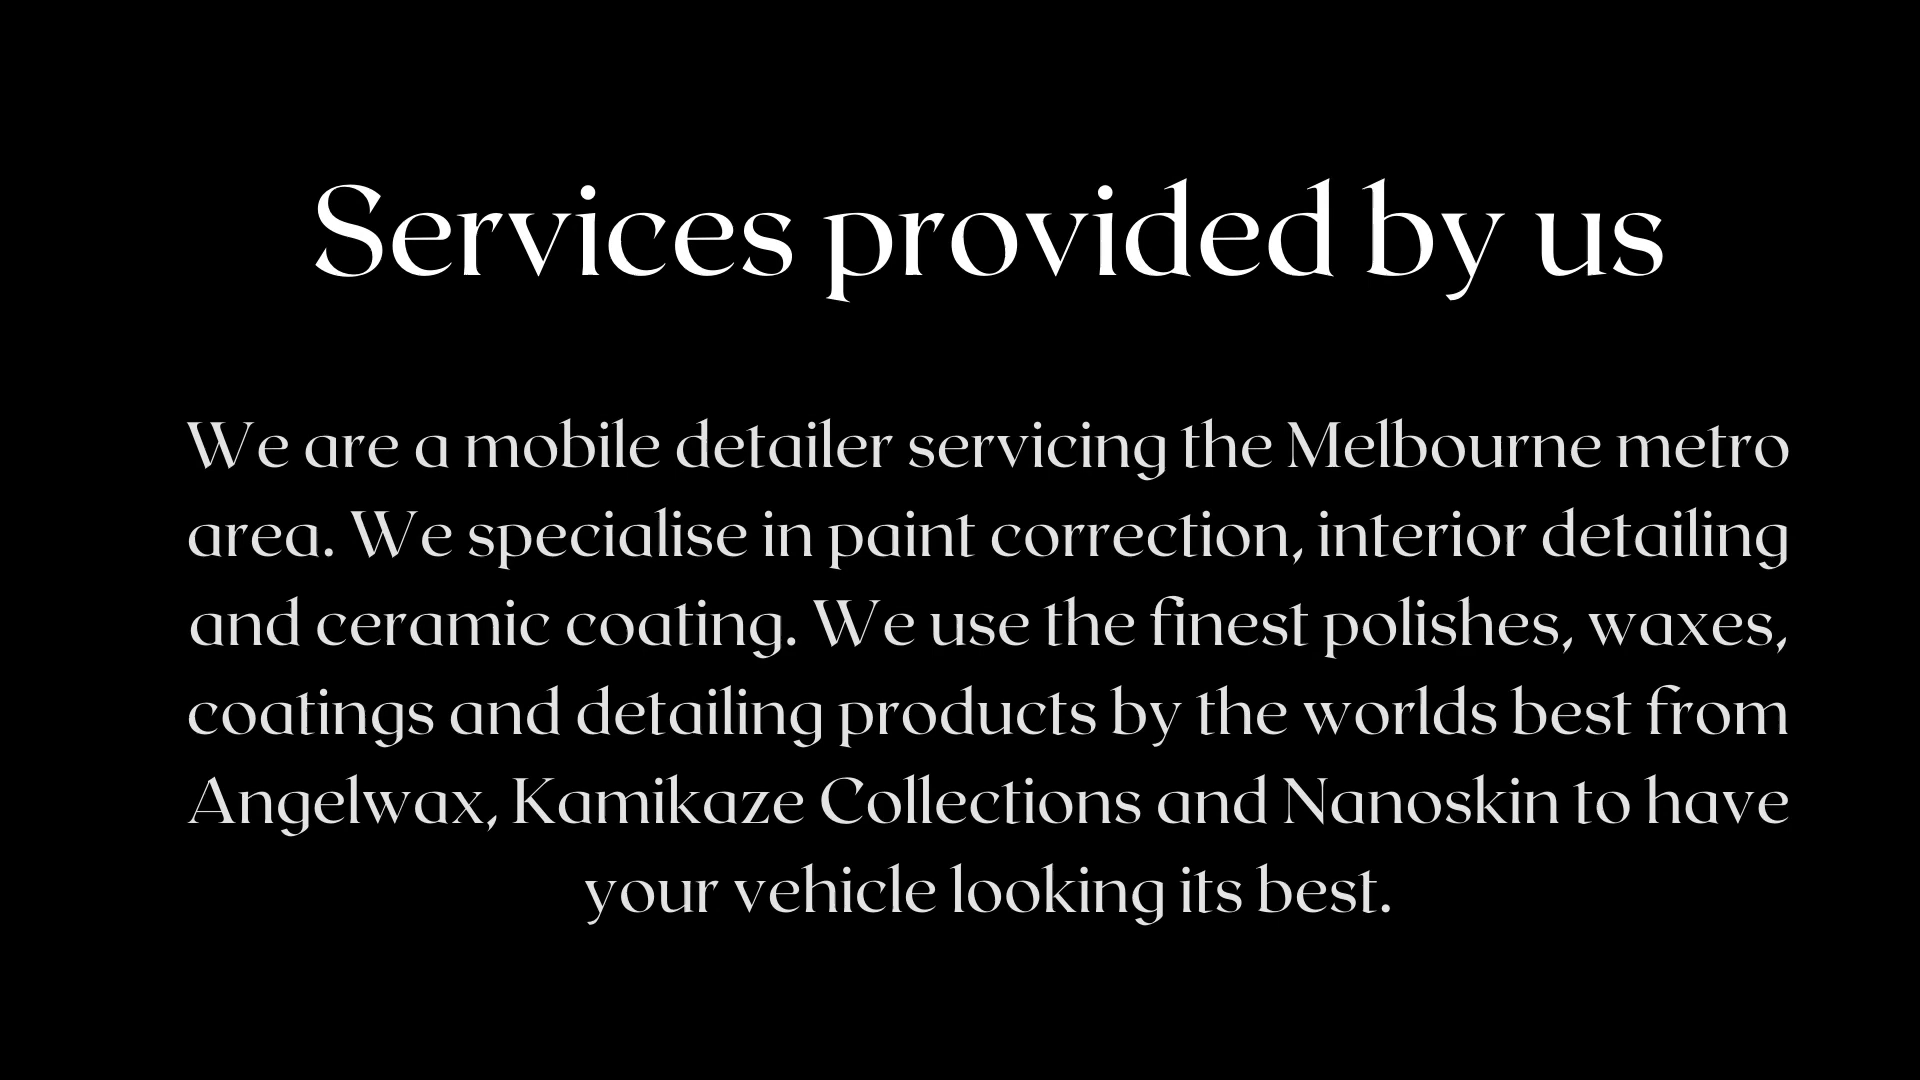 Services provided by us
We are a mobile detailer servicing the Melbourne metro
area. We specialise in paint correction, interior detailing
and ceramic coating. We use the finest polishes, waxes,
coatings and detailing products by the worlds best from
Angelwax, Kamikaze Collections and Nanoskin to have
your vehicle looking its best.